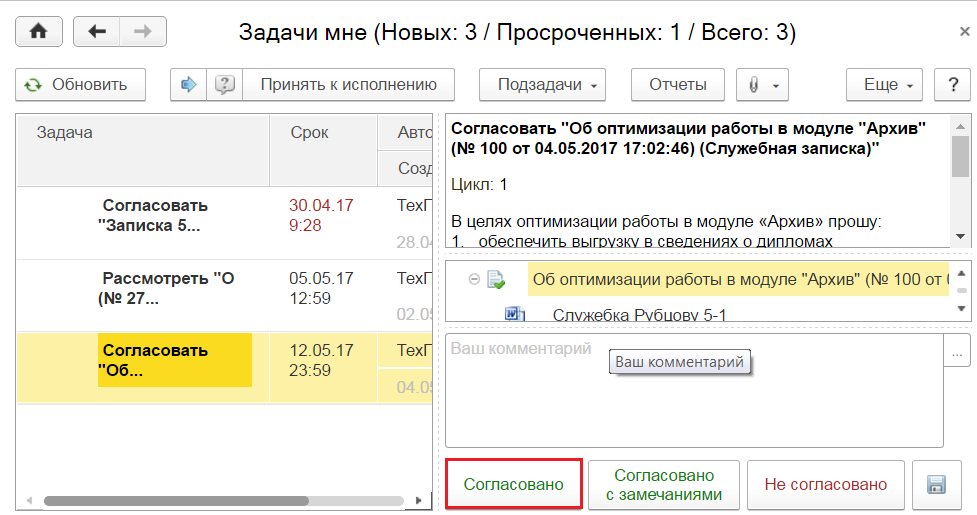 Задачи мне (Новых: 3 / Просроченных: 1 / Всего: 3)
Обновить
Принять к исполнению
Подзадачи
Отчеты
Еще
?
Задача
Срок
Авто
Созд
Согласовать
"Записка 5...
30.04.17
9:28
ТехП
28.04
Рассмотреть "О
(№ 27...
05.05.17
12:59
ТехП
02.05
Согласовать
"Об...
12.05.17
23:59
ТехП
04.05
Согласовать "Об оптимизации работы в модуле "Архив"
(№ 100 от 04.05.2017 17:02:46) (Служебная записка)"
Цикл: 1
В целях оптимизации работы в модуле «Архив» прошу:
1. обеспечить выгрузку в сведениях о дипломах
Об оптимизации работы в модуле "Архив" (№ 100 от 0
Служебка Рубцову 5-1
Ваш комментарий
...
Ваш комментарий
Согласовано
Согласовано
с замечаниями
Не согласовано